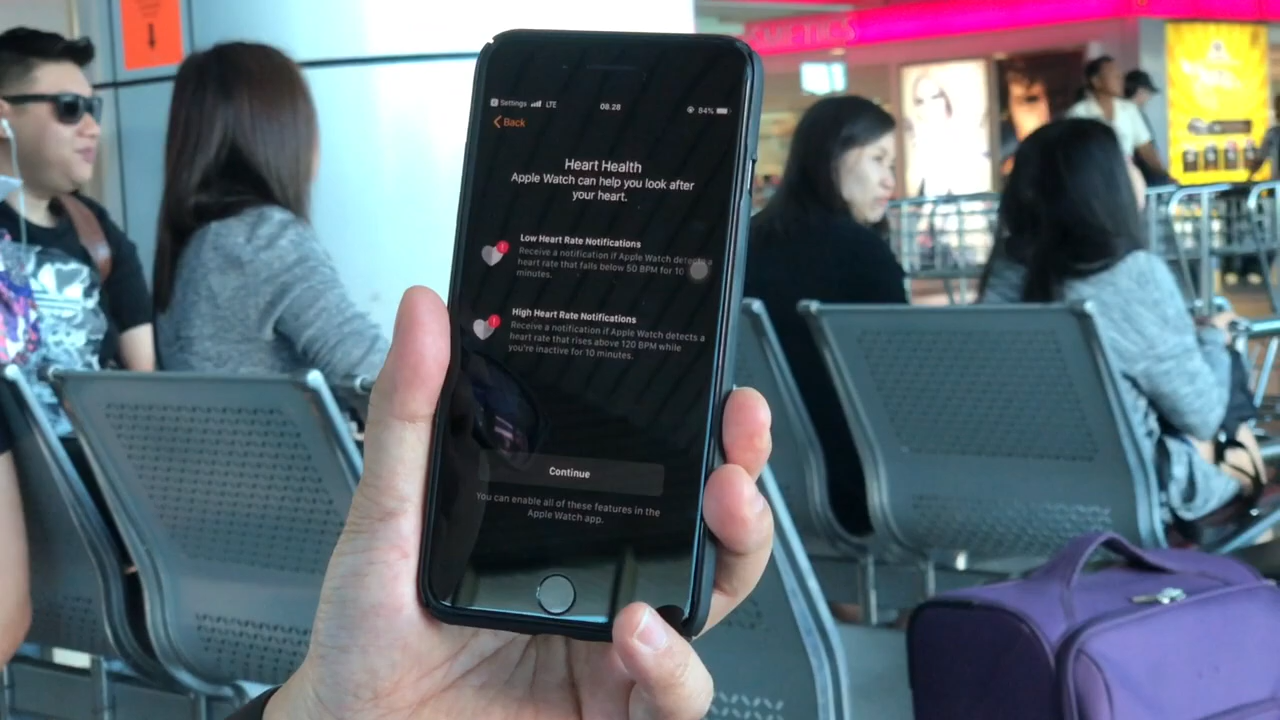 Settings LTE 08.28 84%
Back
Heart Health
Apple Watch can help you look after
your heart.
Low Heart Rate Notifications
Receive a notification if Apple Watch detects a
heart rate that falls below 50 BPM for 10
minutes.
High Heart Rate Notifications
Receive a notification if Apple Watch detects a
heart rate that rises above 120 BPM while
you're inactive for 10 minutes.
Continue
You can enable all of these features in the
Apple Watch app.